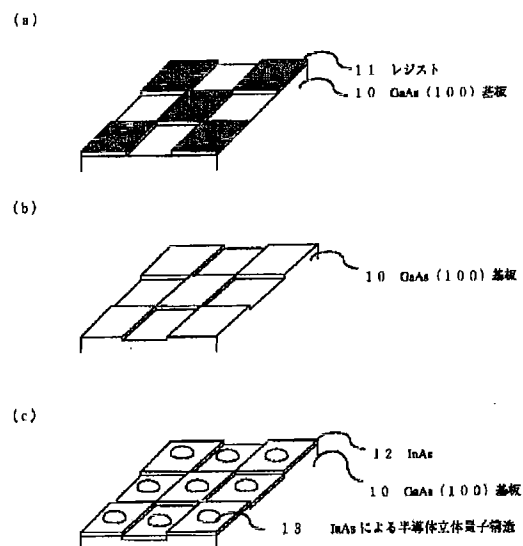 (a)
11 レジスト
10 GaAs (100) 基板
(b)
10 GaAs (100) 基板
(c)
12 InAs
10 GaAs (100) 基板
13 InAsによる半導体立体量子構造